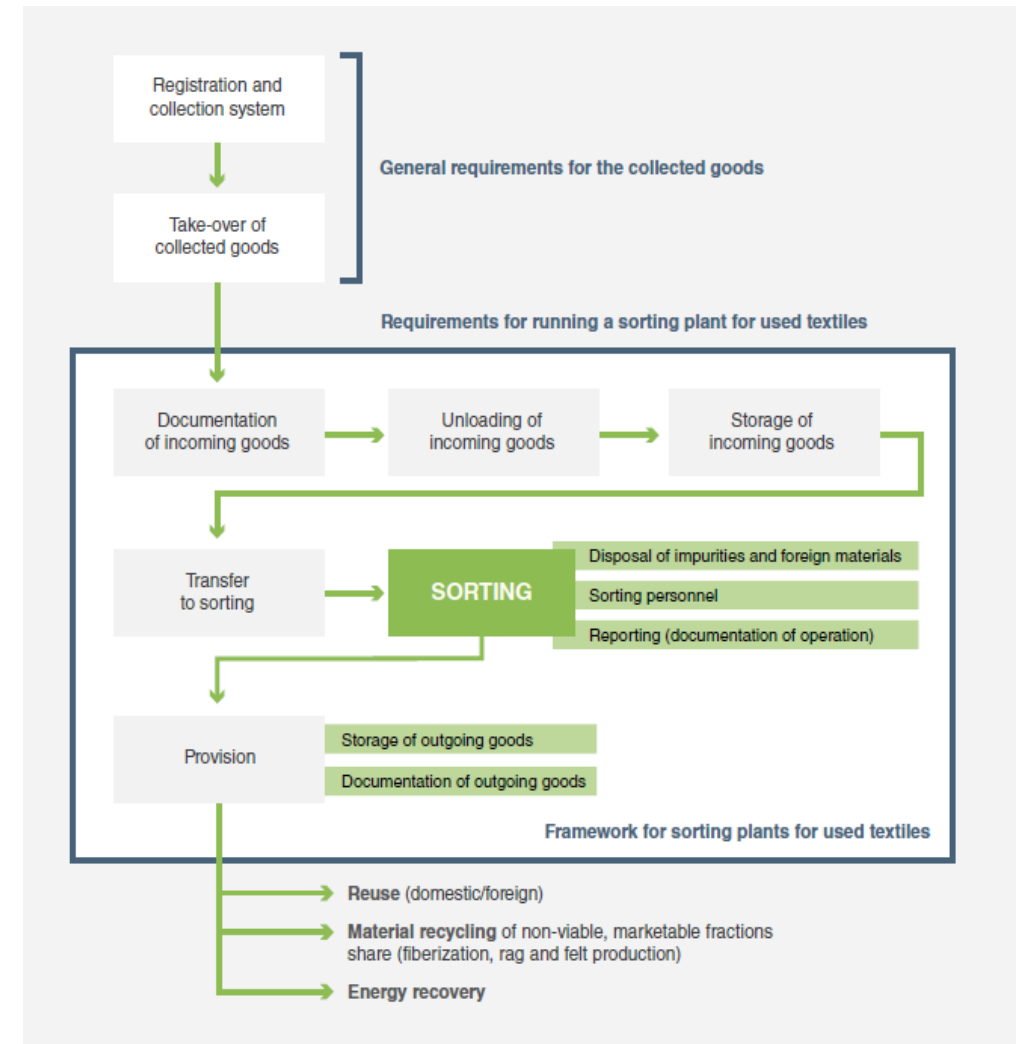 Registration and
collection system
General requirements for the collected goods
Take-over of
collected goods
Requirements for running a sorting plant for used textiles
Documentation
of incoming goods
Unloading of
incoming goods
Storage of
incoming goods
Transfer
to sorting
SORTING
Disposal of impurities and foreign materials
Sorting personnel
Reporting (documentation of operation)
Provision
Storage of outgoing goods
Documentation of outgoing goods
Framework for sorting plants for used textiles
Reuse (domestic/foreign)
Material recycling of non-viable, marketable fractions
share (fiberization, rag and felt production)
Energy recovery